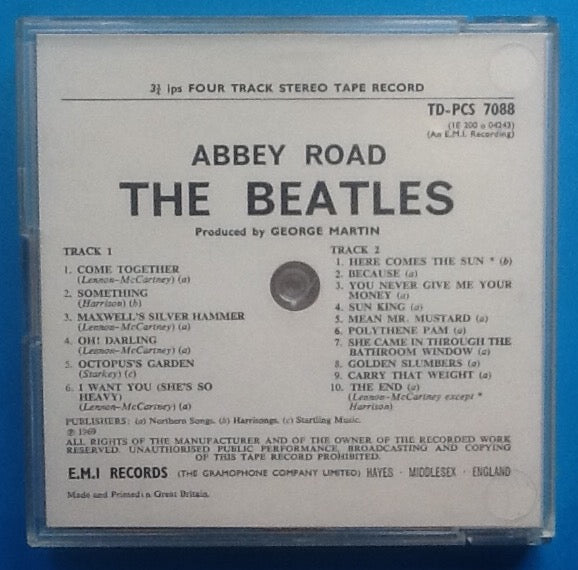 3¾ ips FOUR TRACK STEREO TAPE RECORD
TD-PCS 7088
(1E 200 o 04243)
(An E.M.I. Recording)
ABBEY ROAD
THE BEATLES
Produced by GEORGE MARTIN
TRACK 1
1. COME TOGETHER
(Lennon-McCartney) (a)
2. SOMETHING
(Harrison) (b)
3. MAXWELL'S SILVER HAMMER
(Lennon-McCartney) (a)
4. OH! DARLING
(Lennon-McCartney) (a)
5. OCTOPUS'S GARDEN
(Starkey) (c)
6. I WANT YOU (SHE'S SO
HEAVY)
(Lennon-McCartney) (a)
TRACK 2
1. HERE COMES THE SUN * (b)
2. BECAUSE (a)
3. YOU NEVER GIVE ME YOUR
MONEY (a)
4. SUN KING (a)
5. MEAN MR. MUSTARD (a)
6. POLYTHENE PAM (a)
7. SHE CAME IN THROUGH THE
BATHROOM WINDOW (a)
8. GOLDEN SLUMBERS (a)
9. CARRY THAT WEIGHT (a)
10. THE END (a)
(Lennon-McCartney except *
Harrison)
PUBLISHERS: (a) Northern Songs. (b) Harrisongs. (c) Startling Music.
℗ 1969
ALL RIGHTS OF THE MANUFACTURER AND OF THE OWNER OF THE RECORDED WORK
RESERVED. UNAUTHORISED PUBLIC PERFORMANCE, BROADCASTING AND COPYING
OF THIS TAPE RECORD PROHIBITED.
E.M.I RECORDS (THE GRAMOPHONE COMPANY LIMITED) HAYES · MIDDLESEX · ENGLAND
Made and Printed in Great Britain.